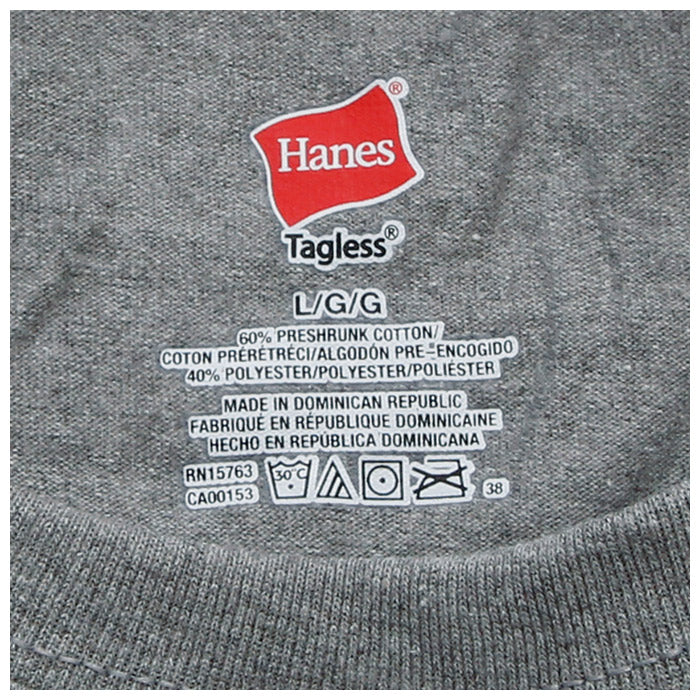 Hanes®
Tagless®
L/G/G
60% PRESHRUNK COTTON/
COTON PRÉRÉTRÉCI/ALGODÓN PRE-ENCOGIDO
40% POLYESTER/POLYESTER/POLIÉSTER
MADE IN DOMINICAN REPUBLIC
FABRIQUÉ EN RÉPUBLIQUE DOMINICAINE
HECHO EN REPÚBLICA DOMINICANA
RN15763
CA00153
30°C
38